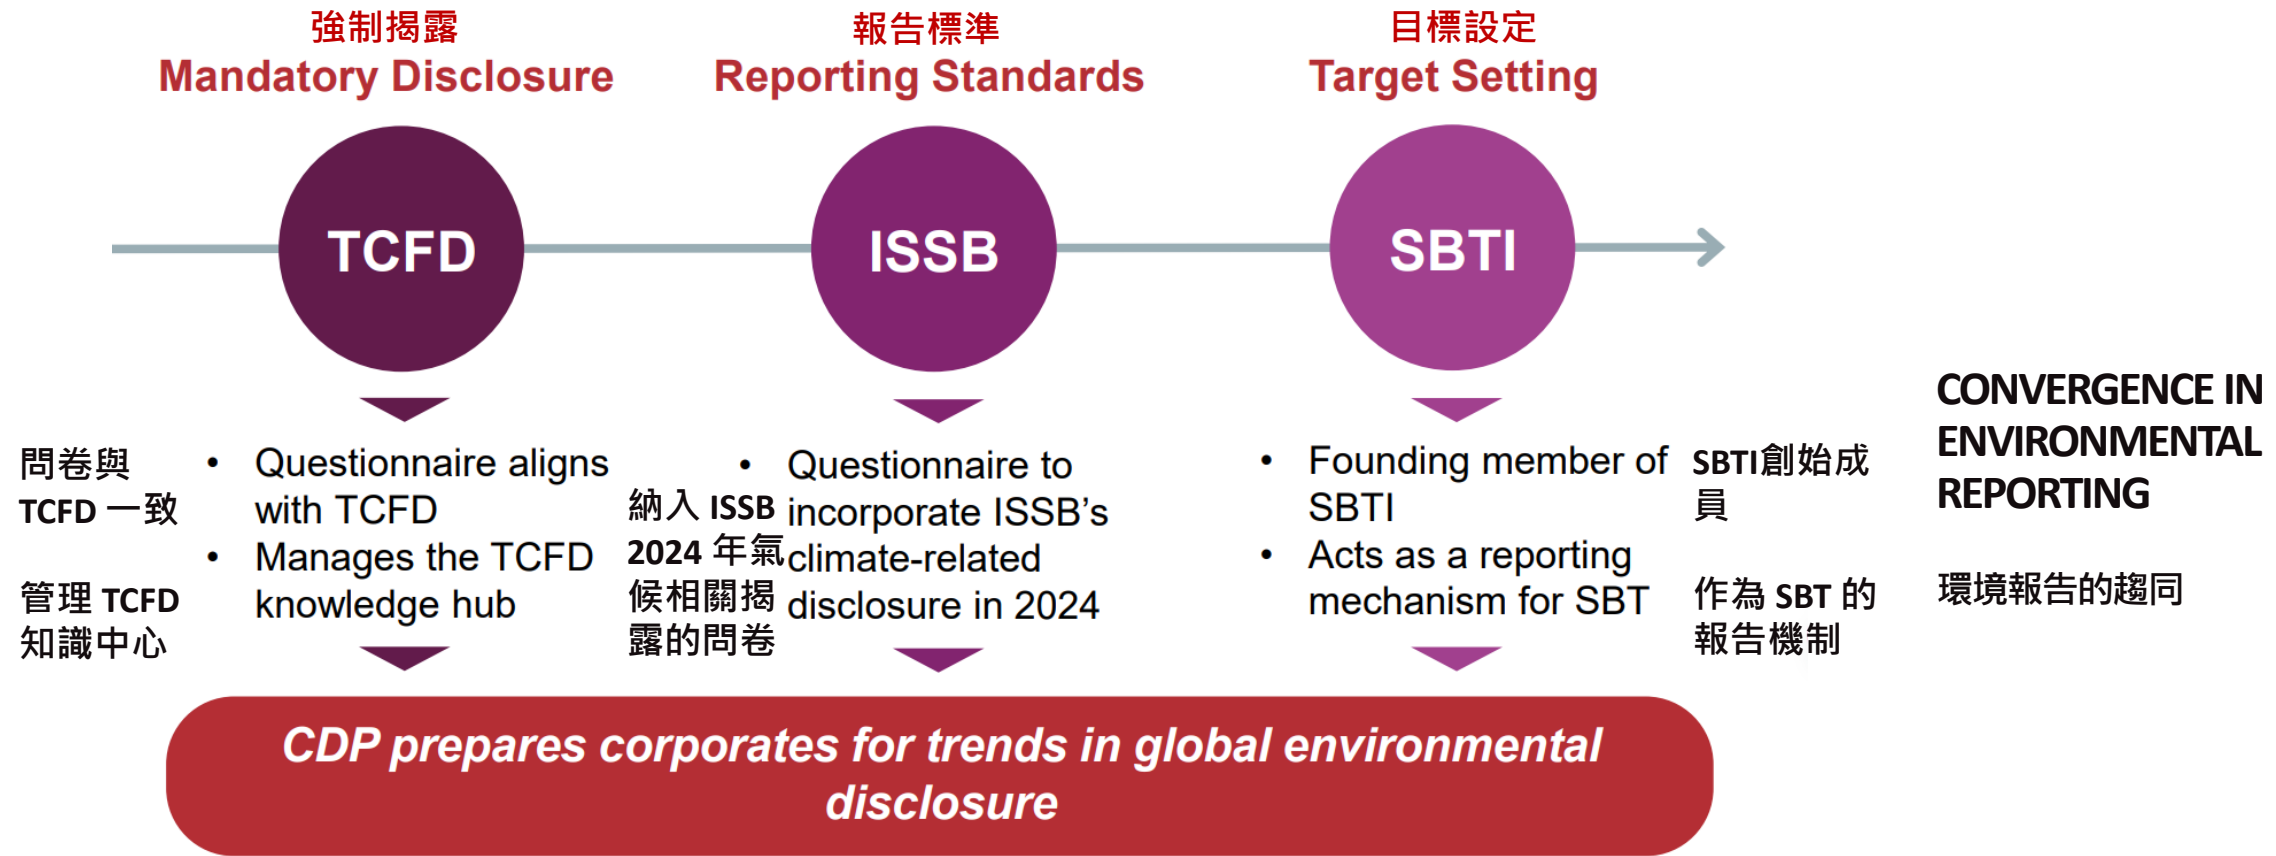 強制揭露
Mandatory Disclosure
報告標準
Reporting Standards
目標設定
Target Setting
TCFD
ISSB
SBTI
問卷與
TCFD 一致
管理 TCFD
知識中心
• Questionnaire aligns
with TCFD
• Manages the TCFD
knowledge hub
納入 ISSB
2024 年氣
候相關揭
露的問卷
• Questionnaire to
incorporate ISSB’s
climate-related
disclosure in 2024
• Founding member of
SBTI
• Acts as a reporting
mechanism for SBT
SBTI創始成
員
作為 SBT 的
報告機制
CONVERGENCE IN
ENVIRONMENTAL
REPORTING
環境報告的趨同
CDP prepares corporates for trends in global environmental
disclosure